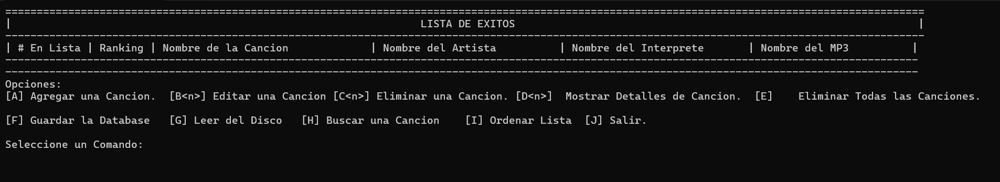 ==================================================================================================================================================
| LISTA DE EXITOS |
--------------------------------------------------------------------------------------------------------------------------------------------------
| # En Lista | Ranking | Nombre de la Cancion | Nombre del Artista | Nombre del Interprete | Nombre del MP3 |
-------------------------------------------------------------------------------------------------------------------------------------------------
-------------------------------------------------------------------------------------------------------------------------------------------------
Opciones:
[A] Agregar una Cancion. [B<n>] Editar una Cancion [C<n>] Eliminar una Cancion. [D<n>] Mostrar Detalles de Cancion. [E] Eliminar Todas las Canciones.
[F] Guardar la Database [G] Leer del Disco [H] Buscar una Cancion [I] Ordenar Lista [J] Salir.
Seleccione un Comando: